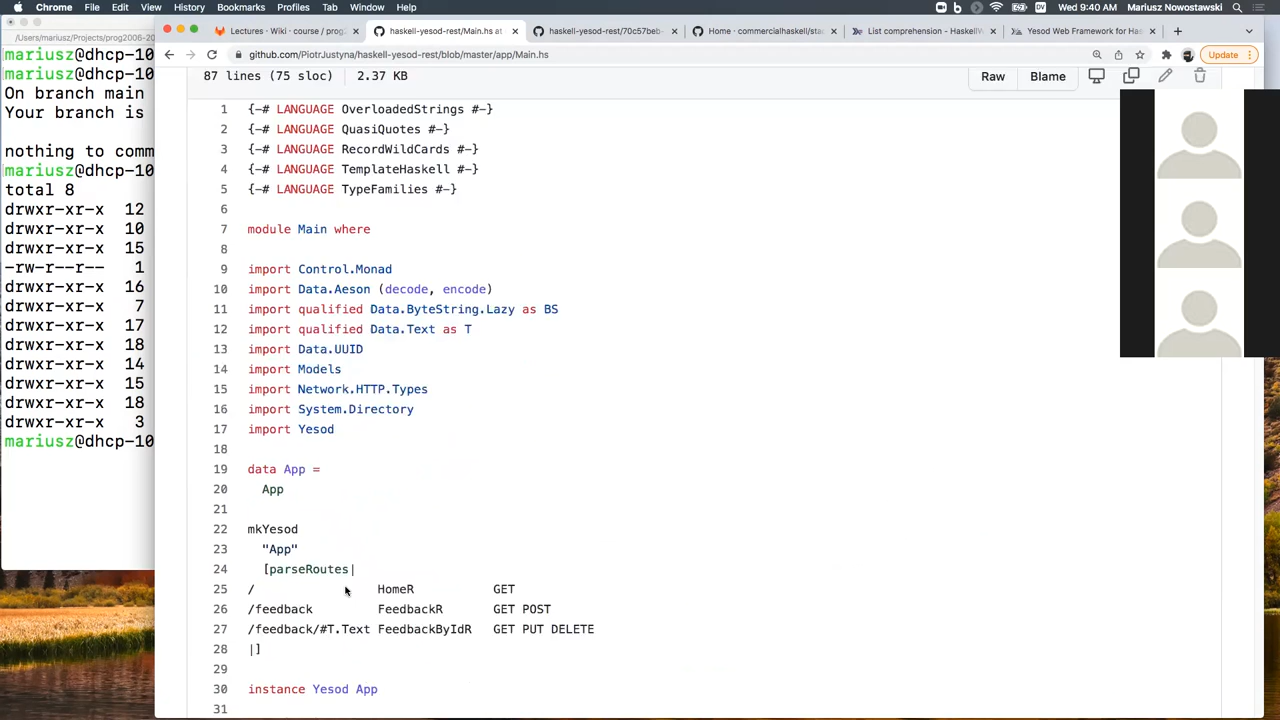 Chrome File Edit View History Bookmarks Profiles Tab Window Help
DV Wed 9:40 AM Mariusz Nowostawski
/Users/mariusz/Projects/prog2006-20
mariusz@dhcp-10
mariusz@dhcp-10
On branch main
Your branch is
nothing to comm
mariusz@dhcp-10
total 8
drwxr-xr-x 12
drwxr-xr-x 10
drwxr-xr-x 15
-rw-r--r-- 1
drwxr-xr-x 16
drwxr-xr-x 7
drwxr-xr-x 17
drwxr-xr-x 18
drwxr-xr-x 14
drwxr-xr-x 15
drwxr-xr-x 18
drwxr-xr-x 3
mariusz@dhcp-10
Lectures · Wiki · course / prog2
haskell-yesod-rest/Main.hs at
haskell-yesod-rest/70c57beb-
Home · commercialhaskell/stac
List comprehension - HaskellW
Yesod Web Framework for Has
github.com/PiotrJustyna/haskell-yesod-rest/blob/master/app/Main.hs
Update
87 lines (75 sloc) 2.37 KB
Raw Blame
1 {-# LANGUAGE OverloadedStrings #-}
2 {-# LANGUAGE QuasiQuotes #-}
3 {-# LANGUAGE RecordWildCards #-}
4 {-# LANGUAGE TemplateHaskell #-}
5 {-# LANGUAGE TypeFamilies #-}
6
7 module Main where
8
9 import Control.Monad
10 import Data.Aeson (decode, encode)
11 import qualified Data.ByteString.Lazy as BS
12 import qualified Data.Text as T
13 import Data.UUID
14 import Models
15 import Network.HTTP.Types
16 import System.Directory
17 import Yesod
18
19 data App =
20 App
21
22 mkYesod
23 "App"
24 [parseRoutes|
25 / HomeR GET
26 /feedback FeedbackR GET POST
27 /feedback/#T.Text FeedbackByIdR GET PUT DELETE
28 |]
29
30 instance Yesod App
31